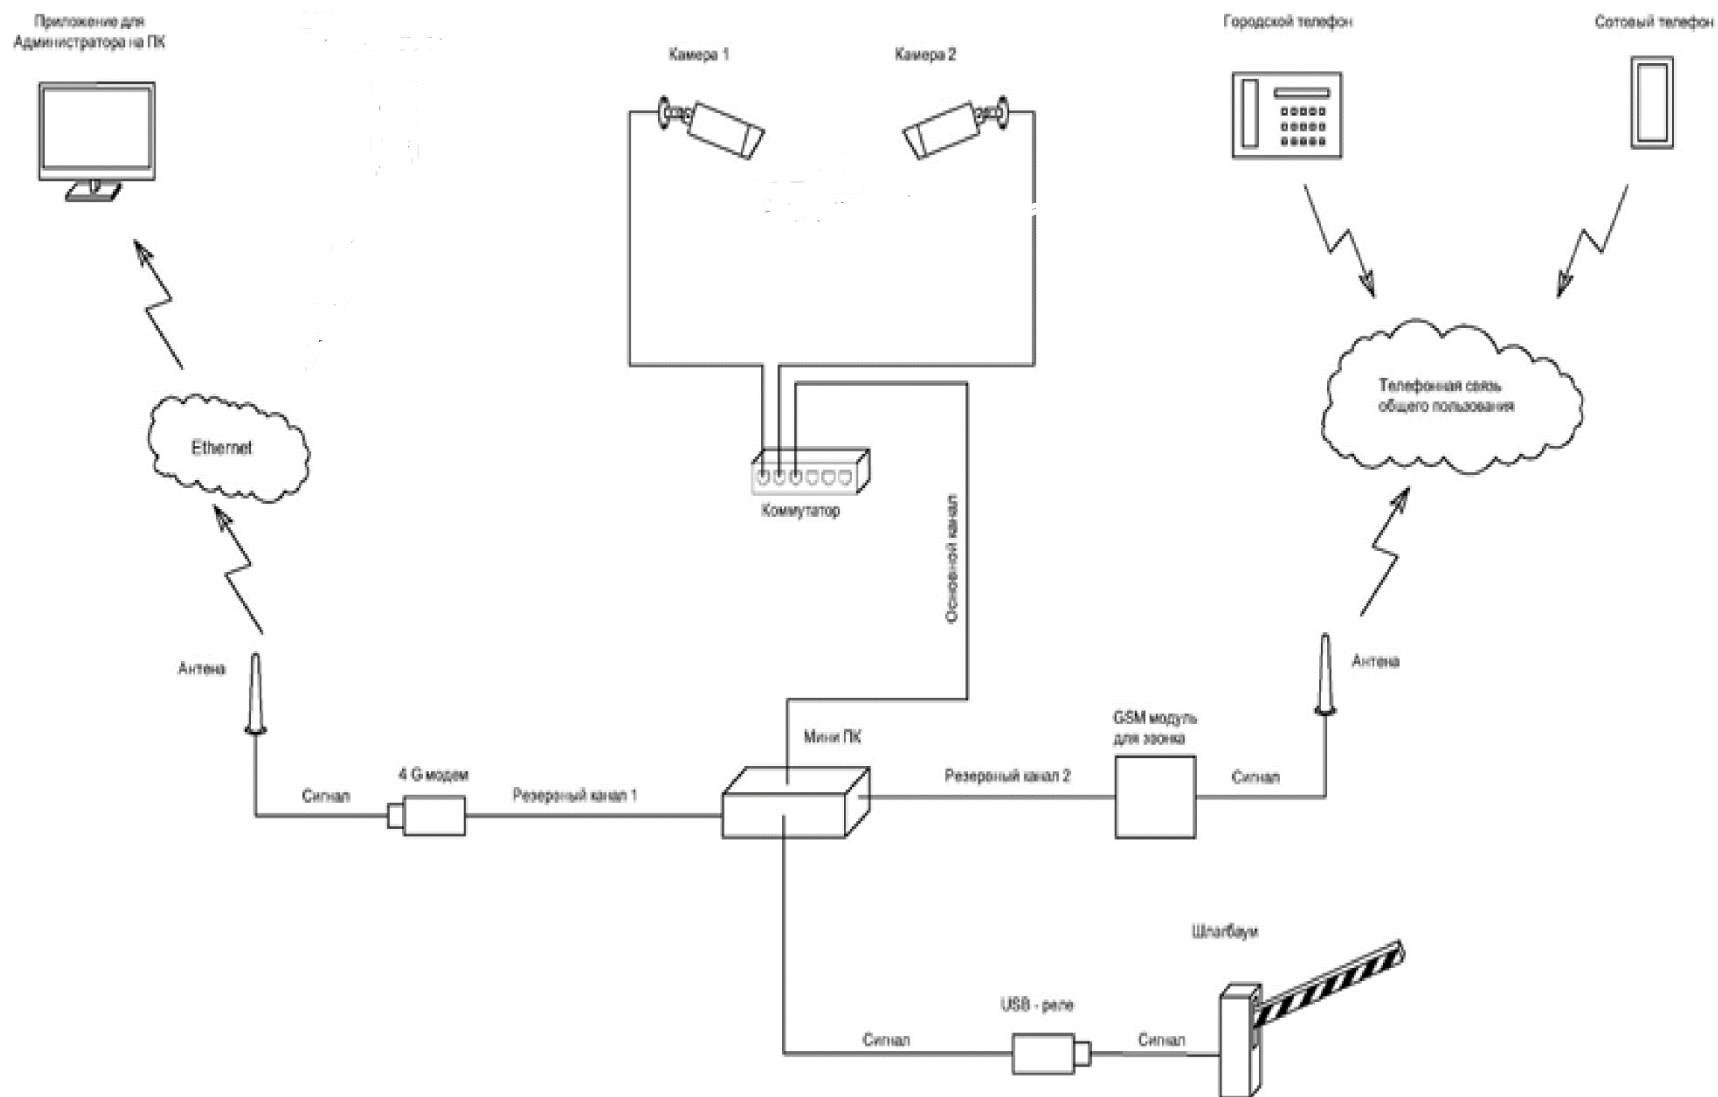 Приложение для
Администратора на ПК
Камера 1
Камера 2
Городской телефон
Сотовый телефон
Телефонная связь
общего пользования
Ethernet
Коммутатор
Основной канал
Антена
Антена
GSM модуль
для звонка
Мини ПК
4 G модем
Резервный канал 2
Сигнал
Сигнал
Резервный канал 1
Шлагбаум
USB - реле
Сигнал
Сигнал